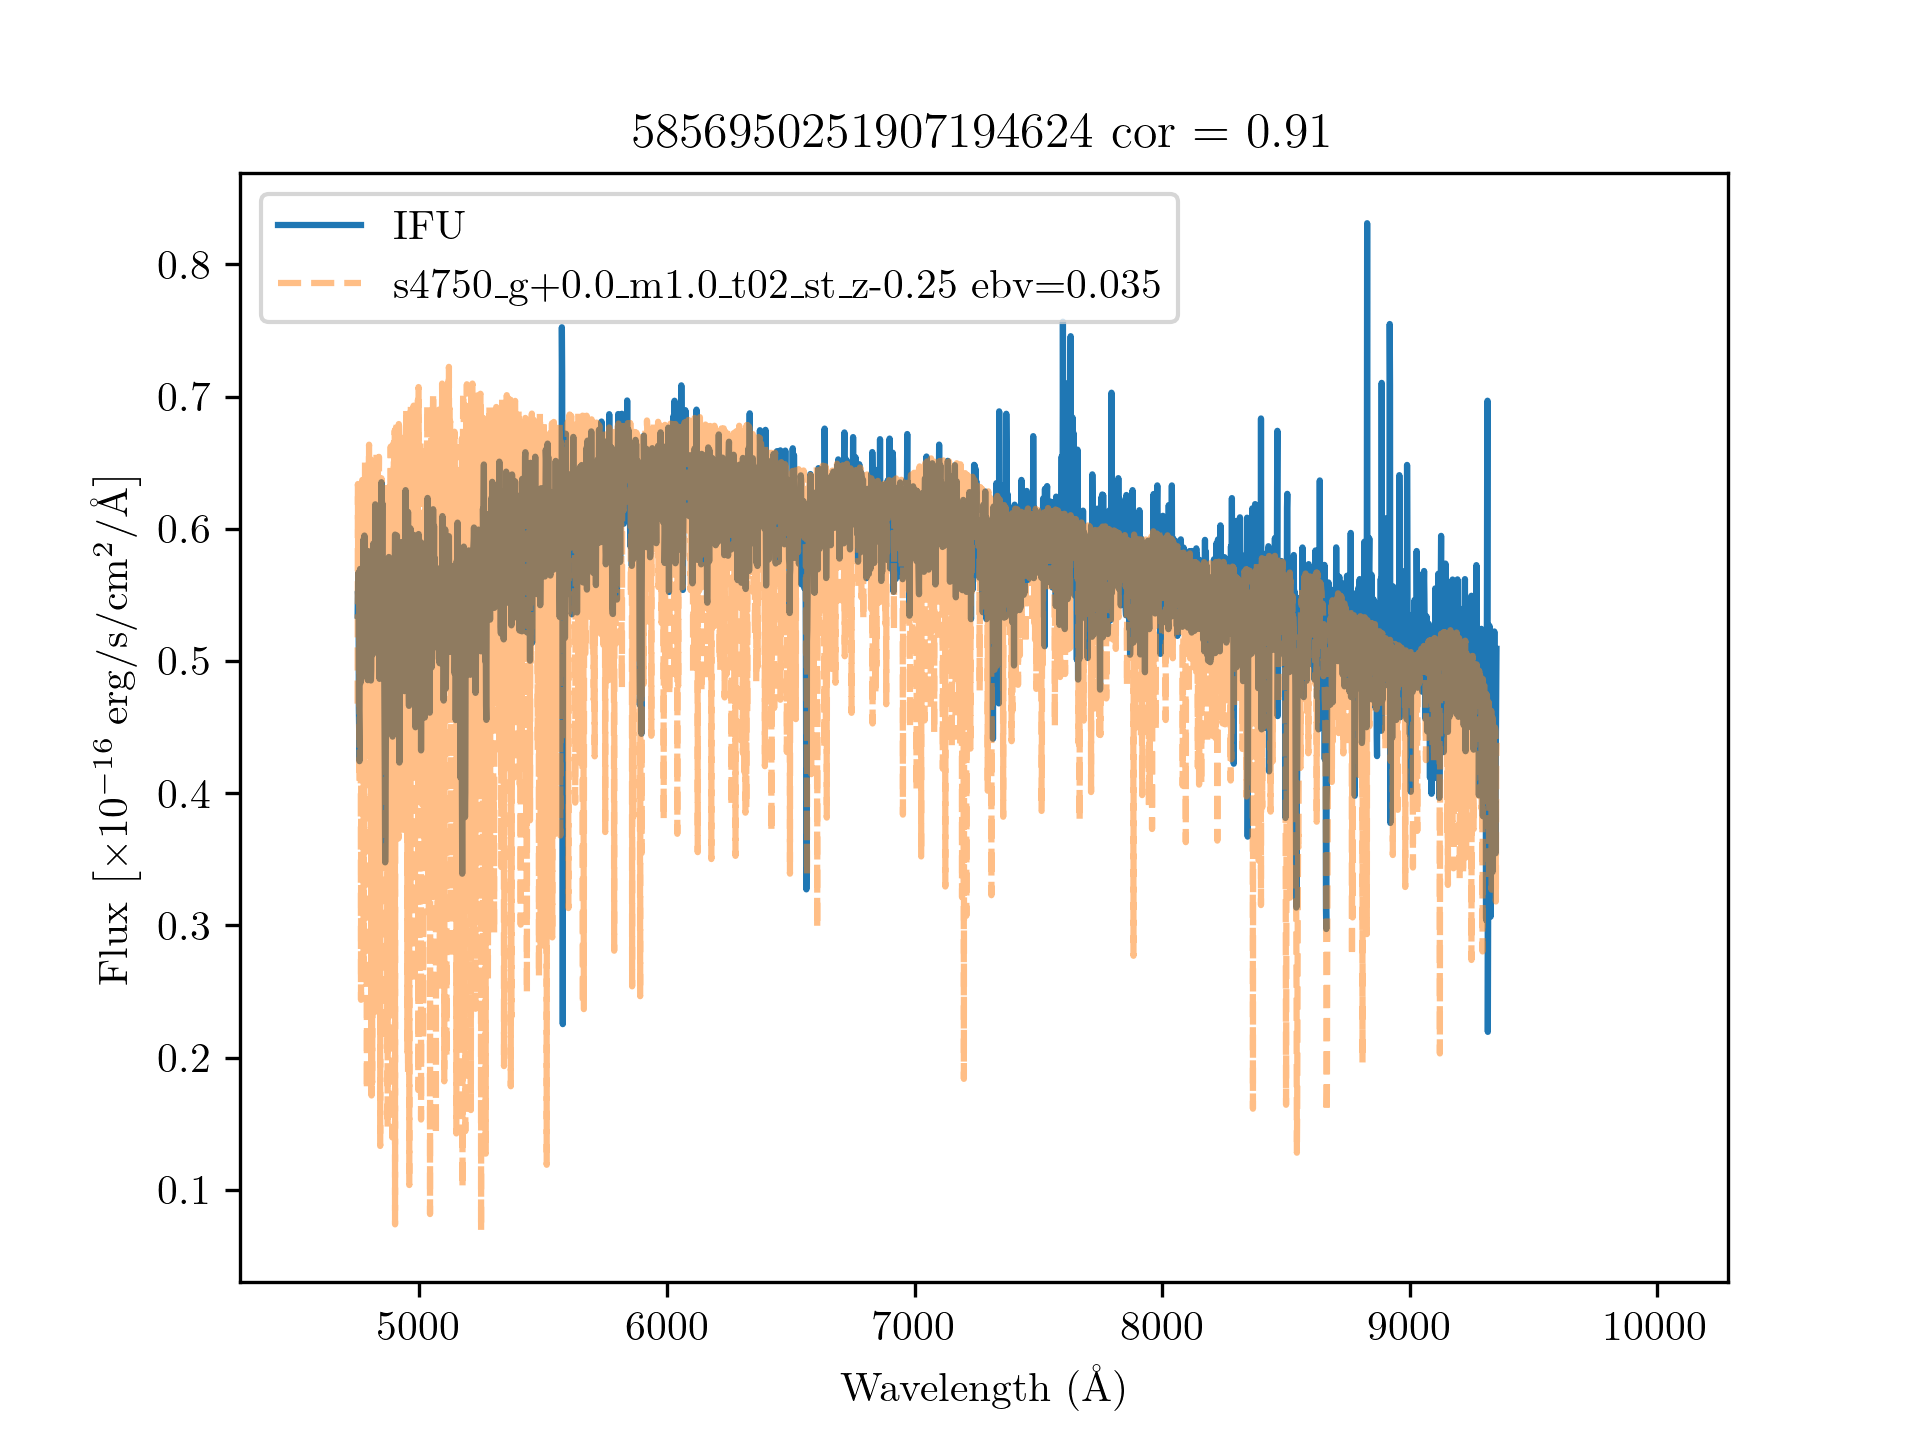 5856950251907194624 cor = 0.91
IFU
s4750_g+0.0_m1.0_t02_st_z-0.25 ebv=0.035
0.8
0.7
0.6
0.5
0.4
0.3
0.2
0.1
Flux [×10⁻¹⁶ erg/s/cm²/Å]
5000 6000 7000 8000 9000 10000
Wavelength (Å)